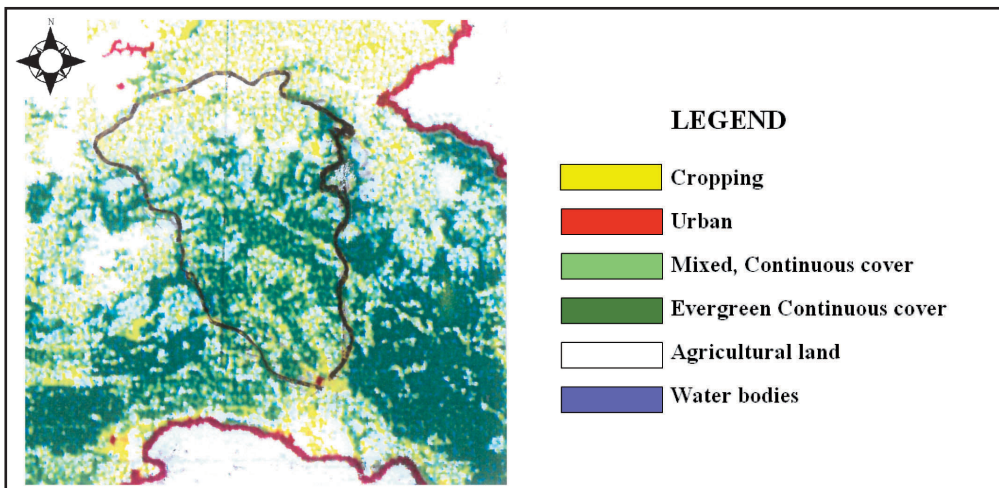 N
LEGEND
Cropping
Urban
Mixed, Continuous cover
Evergreen Continuous cover
Agricultural land
Water bodies